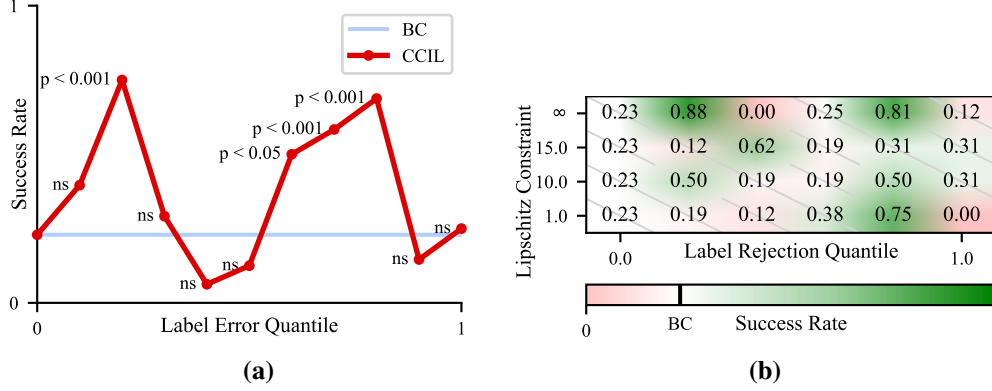 1
BC
CCIL
p < 0.001
p < 0.001
p < 0.001
p < 0.05
ns
ns
ns
ns
ns
ns
Success Rate
0
0
Label Error Quantile
1
(a)
Lipschitz Constraint
∞ 0.23 0.88 0.00 0.25 0.81 0.12
15.0 0.23 0.12 0.62 0.19 0.31 0.31
10.0 0.23 0.50 0.19 0.19 0.50 0.31
1.0 0.23 0.19 0.12 0.38 0.75 0.00
0.0
Label Rejection Quantile
1.0
0
BC
Success Rate
(b)